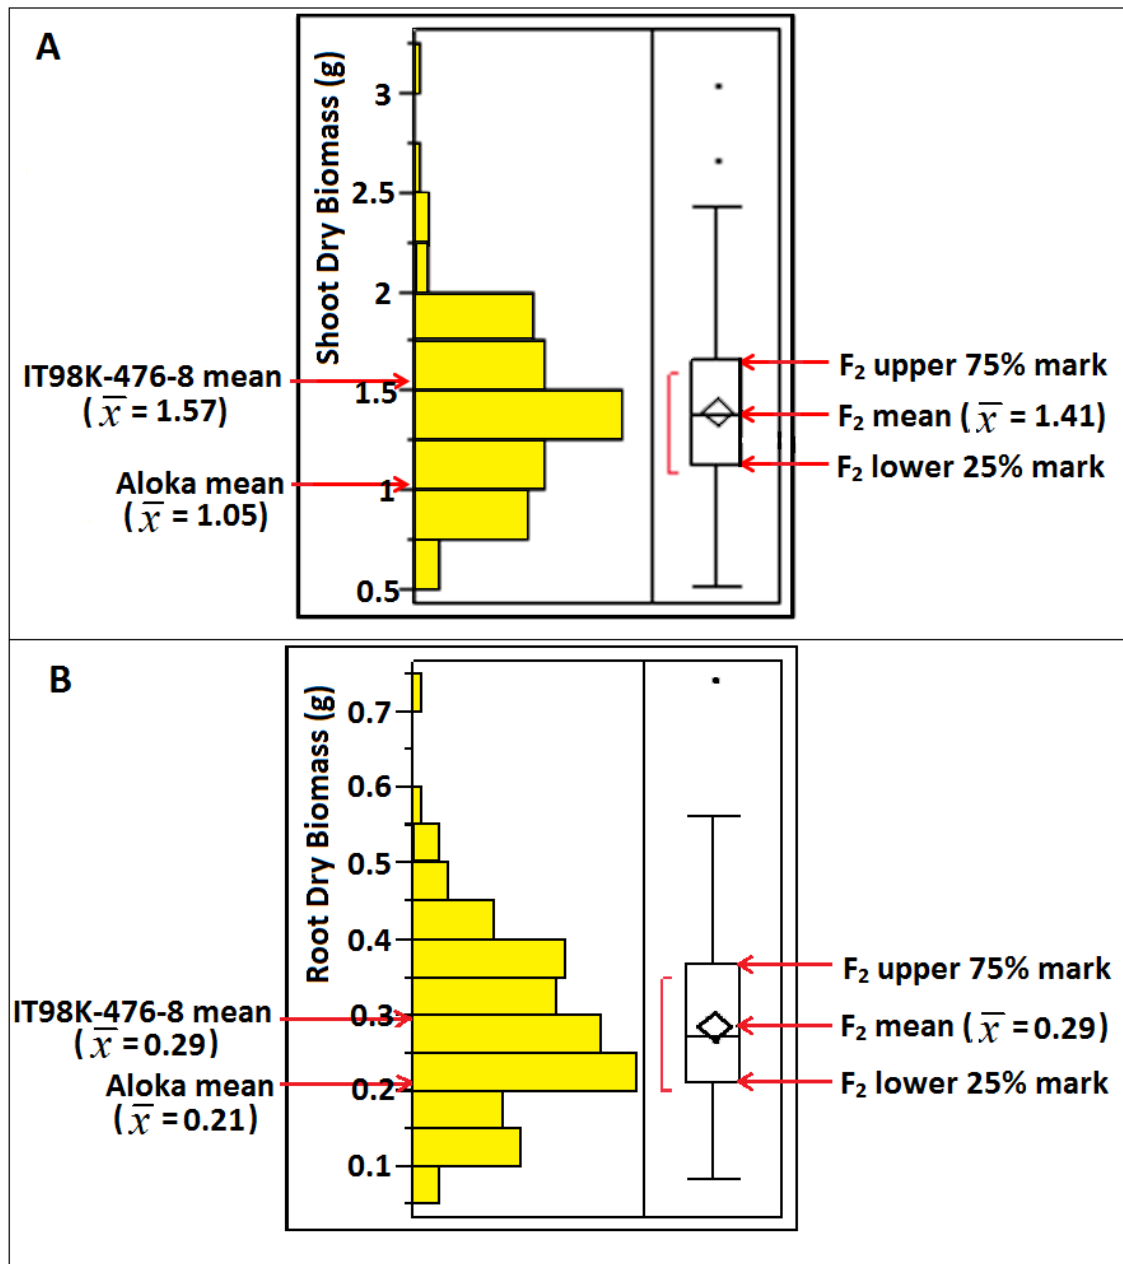 A
Shoot Dry Biomass (g)
3
2.5
2
1.5
1
0.5
IT98K-476-8 mean
( x̅ = 1.57)
Aloka mean
( x̅ = 1.05)
F₂ upper 75% mark
F₂ mean ( x̅ = 1.41)
F₂ lower 25% mark
B
Root Dry Biomass (g)
0.7
0.6
0.5
0.4
0.3
0.2
0.1
IT98K-476-8 mean
( x̅ = 0.29)
Aloka mean
( x̅ = 0.21)
F₂ upper 75% mark
F₂ mean ( x̅ = 0.29)
F₂ lower 25% mark